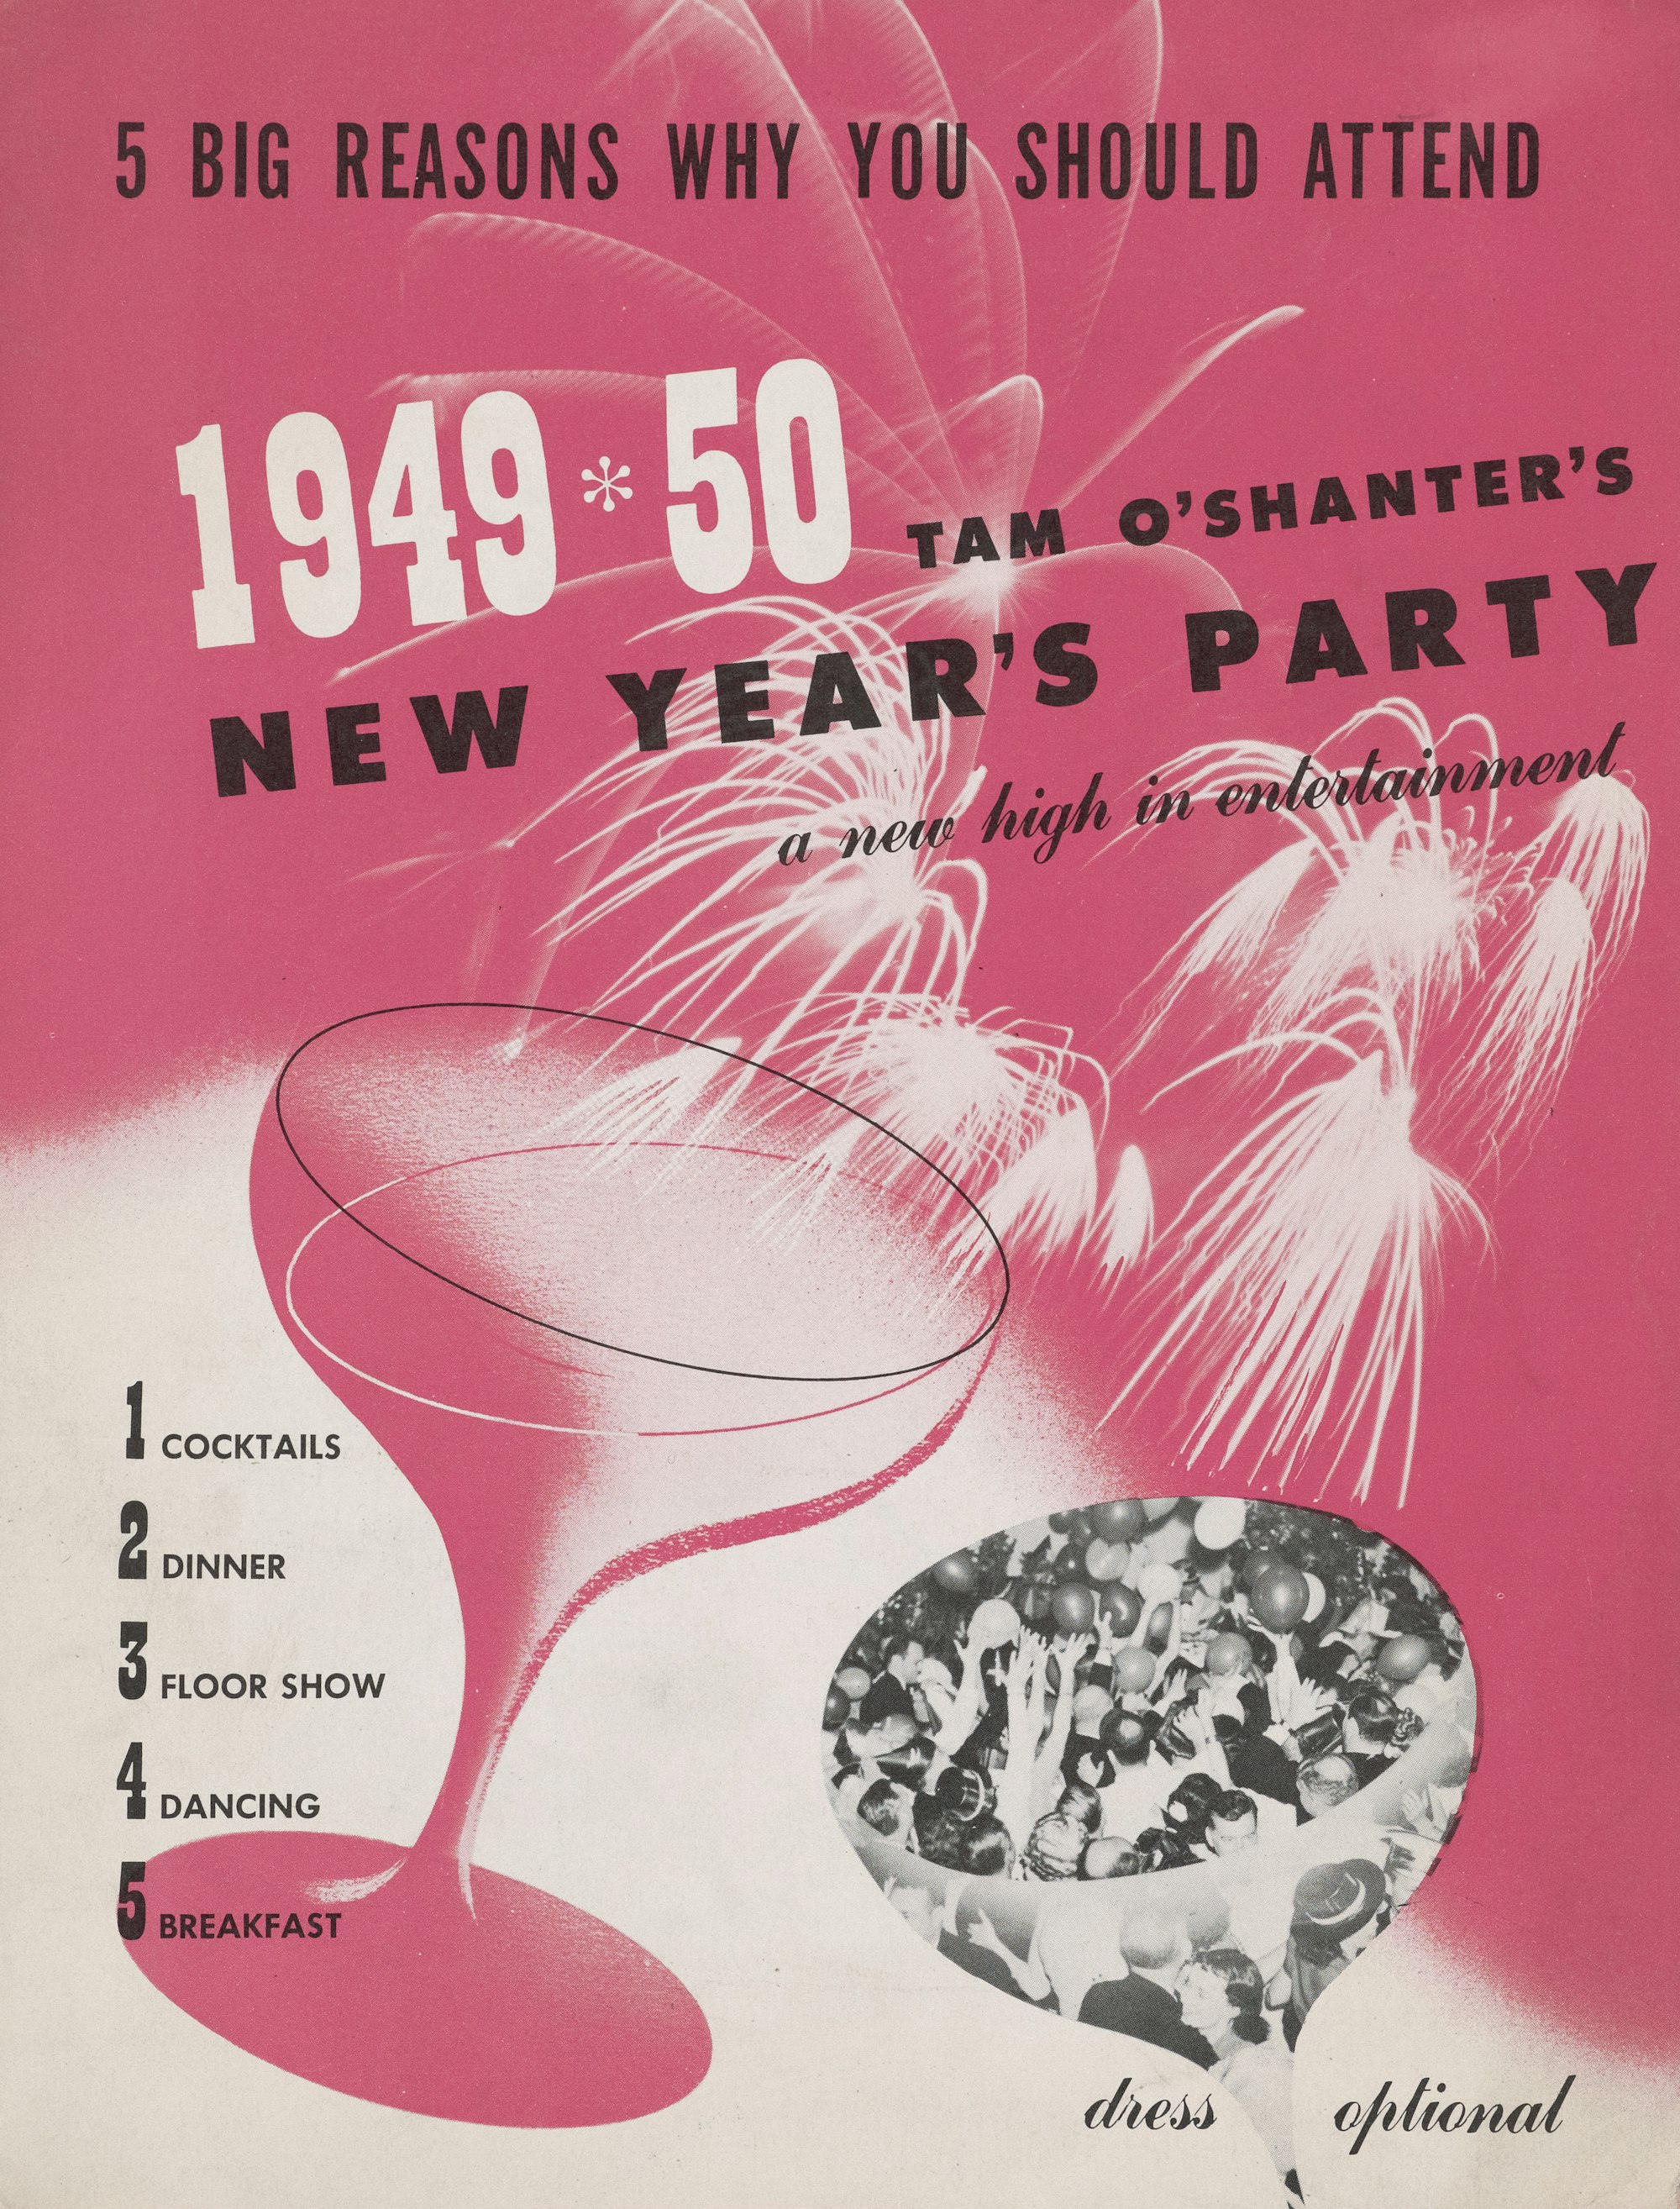 5 BIG REASONS WHY YOU SHOULD ATTEND
1949*50 TAM O'SHANTER'S
NEW YEAR'S PARTY
a new high in entertainment
1 COCKTAILS
2 DINNER
3 FLOOR SHOW
4 DANCING
5 BREAKFAST
dress optional